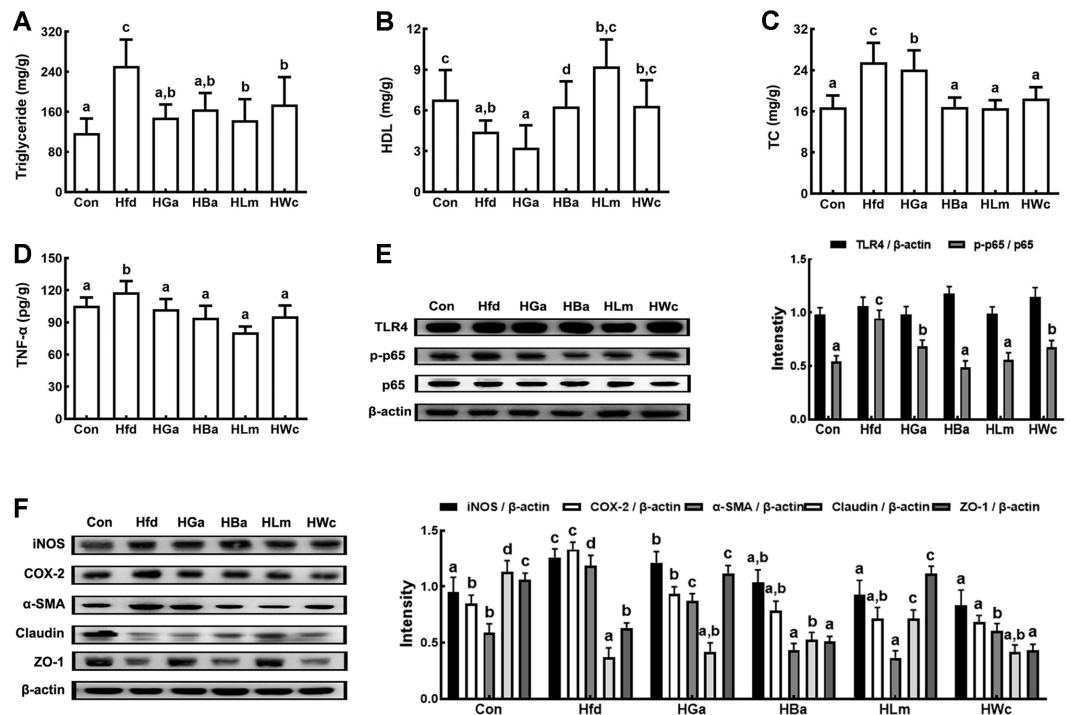 A
Triglyceride (mg/g)
320
240
160
80
0
a
c
a,b
a,b
b
b
Con Hfd HGa HBa HLm HWc
B
HDL (mg/g)
12
9
6
3
0
c
a,b
a
d
b,c
b,c
Con Hfd HGa HBa HLm HWc
C
TC (mg/g)
32
24
16
8
0
a
c
b
a
a
a
Con Hfd HGa HBa HLm HWc
D
TNF-α (pg/g)
150
120
90
60
30
0
a
b
a
a
a
a
Con Hfd HGa HBa HLm HWc
E
Con Hfd HGa HBa HLm HWc
TLR4
p-p65
p65
β-actin
TLR4 / β-actin p-p65 / p65
Intenstiy
1.5
1.0
0.5
0.0
a
c
b
a
a
b
Con Hfd HGa HBa HLm HWc
F
Con Hfd HGa HBa HLm HWc
iNOS
COX-2
α-SMA
Claudin
ZO-1
β-actin
iNOS / β-actin COX-2 / β-actin α-SMA / β-actin Claudin / β-actin ZO-1 / β-actin
Intensity
1.5
1.0
0.5
0.0
a b b d c
c c d a b
b b c a,b c
a,b a,b a b a
a a,b a c c
a a b a,b a
Con Hfd HGa HBa HLm HWc